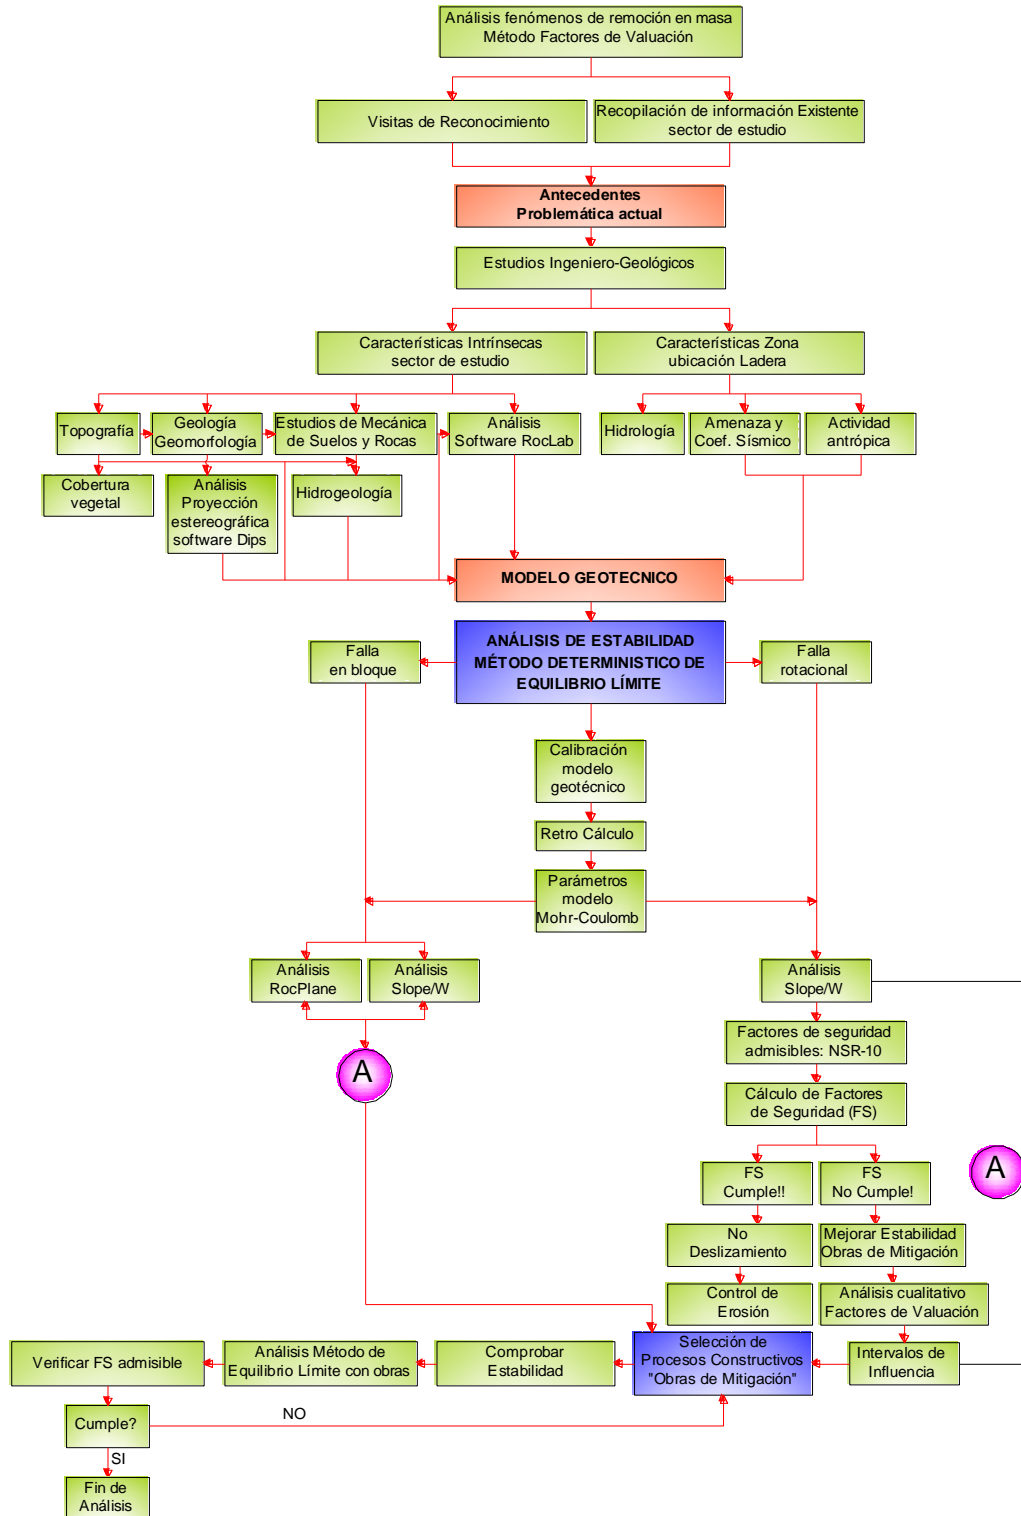 Análisis fenómenos de remoción en masa
Método Factores de Valuación
Visitas de Reconocimiento
Recopilación de información Existente
sector de estudio
Antecedentes
Problemática actual
Estudios Ingeniero-Geológicos
Características Intrínsecas
sector de estudio
Características Zona
ubicación Ladera
Topografía
Geología
Geomorfología
Estudios de Mecánica
de Suelos y Rocas
Análisis
Software RocLab
Hidrología
Amenaza y
Coef. Sísmico
Actividad
antrópica
Cobertura
vegetal
Análisis
Proyección
estereográfica
software Dips
Hidrogeología
MODELO GEOTECNICO
ANÁLISIS DE ESTABILIDAD
MÉTODO DETERMINISTICO DE
EQUILIBRIO LÍMITE
Falla
en bloque
Falla
rotacional
Calibración
modelo
geotécnico
Retro Cálculo
Parámetros
modelo
Mohr-Coulomb
Análisis
RocPlane
Análisis
Slope/W
Análisis
Slope/W
Factores de seguridad
admisibles: NSR-10
A
Cálculo de Factores
de Seguridad (FS)
FS
Cumple!!
FS
No Cumple!
A
No
Deslizamiento
Mejorar Estabilidad
Obras de Mitigación
Control de
Erosión
Análisis cualitativo
Factores de Valuación
Verificar FS admisible
Análisis Método de
Equilibrio Límite con obras
Comprobar
Estabilidad
Selección de
Procesos Constructivos
"Obras de Mitigación"
Intervalos de
Influencia
Cumple?
NO
SI
Fin de
Análisis